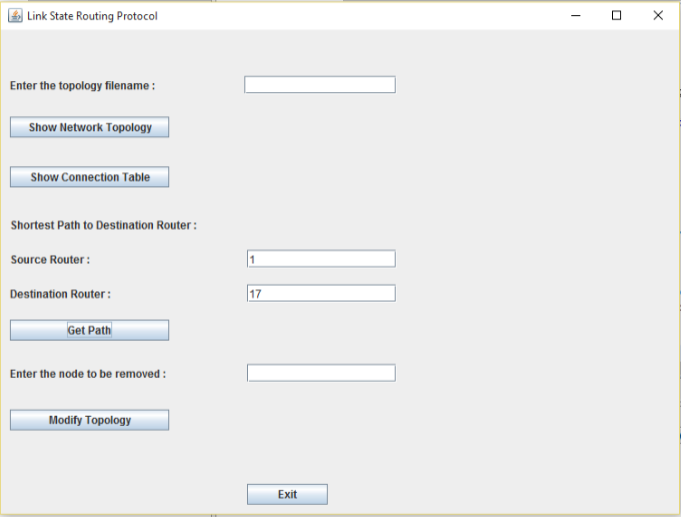 Link State Routing Protocol
Enter the topology filename :
Show Network Topology
Show Connection Table
Shortest Path to Destination Router :
Source Router : 1
Destination Router : 17
Get Path
Enter the node to be removed :
Modify Topology
Exit